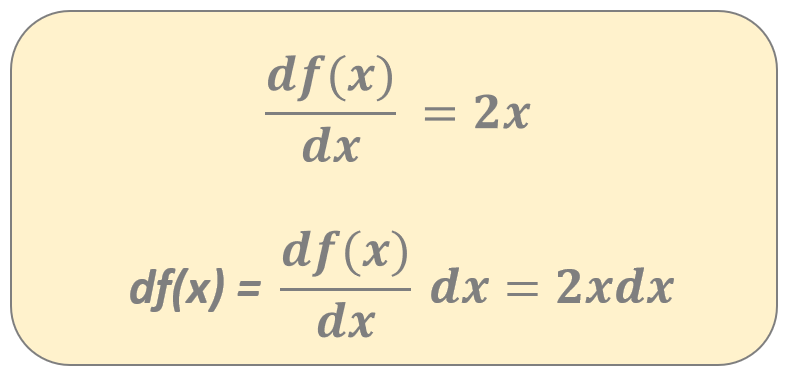 df(x)/dx = 2x
df(x) = df(x)/dx dx = 2xdx